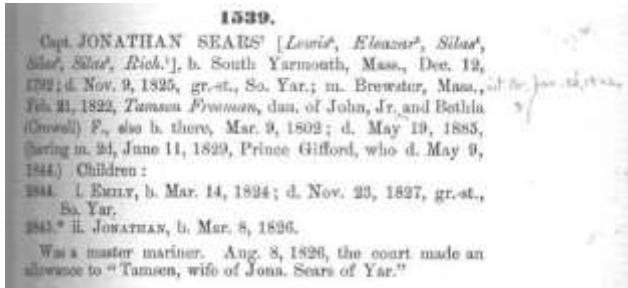 1539.
Capt. JONATHAN SEARS⁷ [Lewis⁶, Eleazar⁵, Silas⁴,
Silas³, Silas², Rich.¹], b. South Yarmouth, Mass., Dec. 12,
1792; d. Nov. 9, 1825, gr.-st., So. Yar.; m. Brewster, Mass.,
Feb. 21, 1822, Tamsen Freeman, dau. of John, Jr. and Bethia
(Crowell) F., she b. there, Mar. 9, 1802; d. May 19, 1885,
(having m. 2d, June 11, 1829, Prince Gifford, who d. May 9,
1844.) Children:
2844. i. EMILY, b. Mar. 14, 1824; d. Nov. 23, 1827, gr.-st.,
So. Yar.
2845.* ii. JONATHAN, b. Mar. 8, 1826.
Was a master mariner. Aug. 8, 1826, the court made an
allowance to "Tamsen, wife of Jona. Sears of Yar."